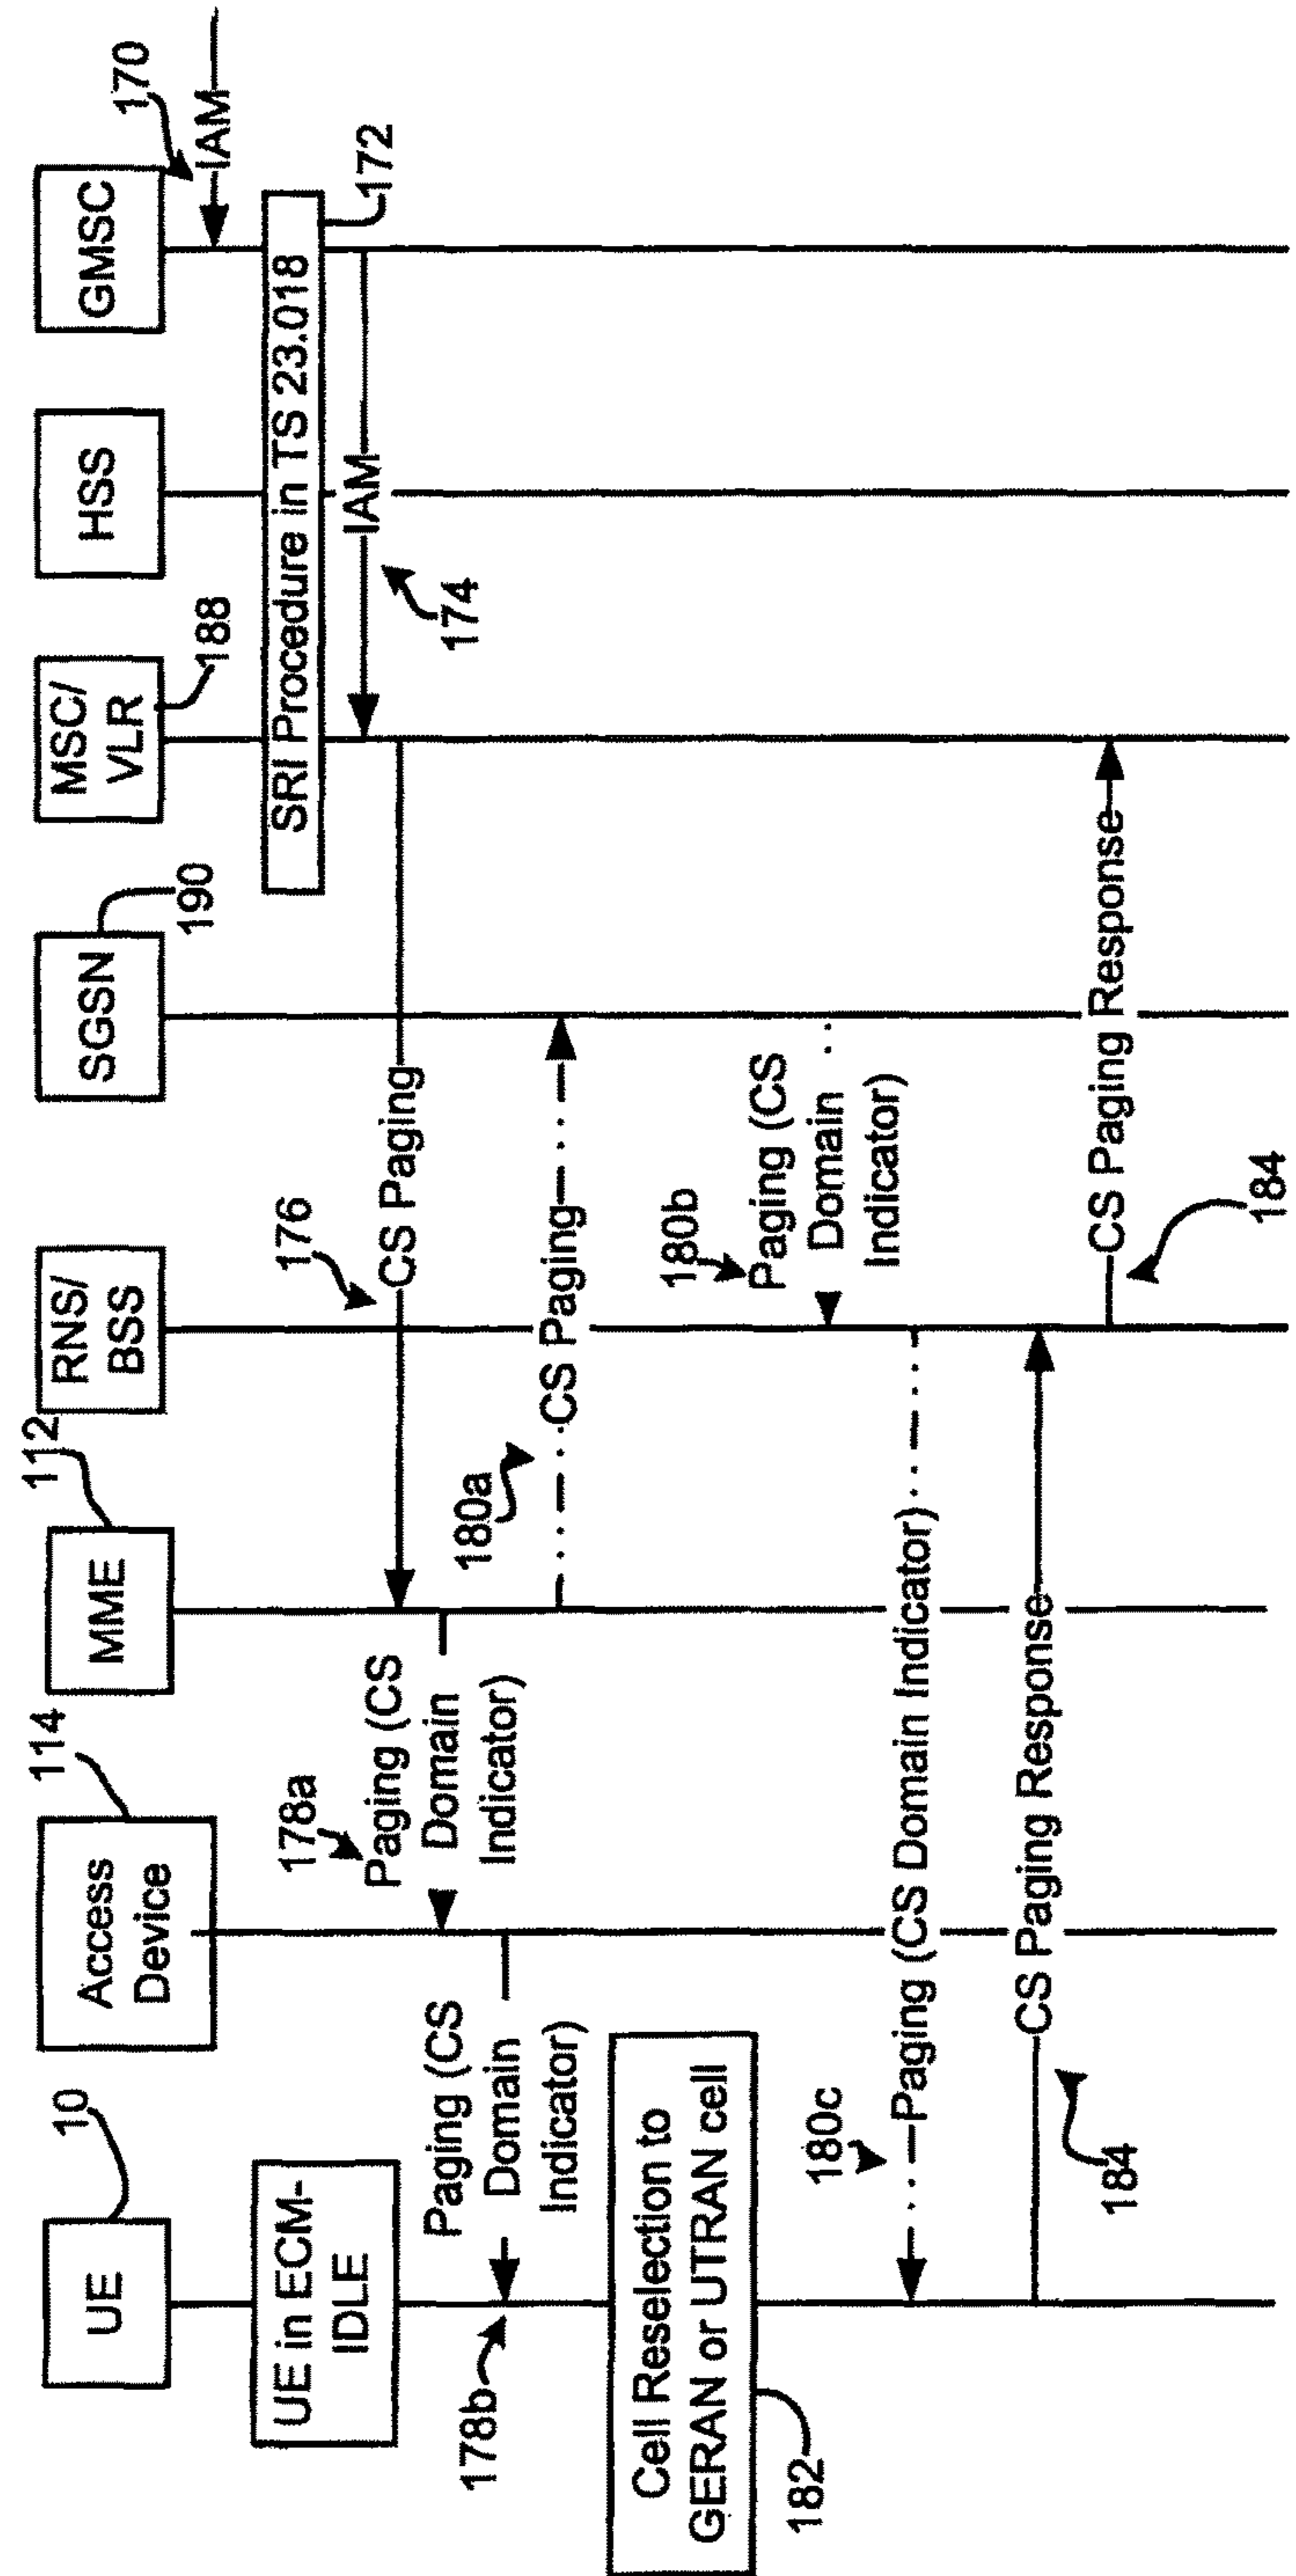 UE
10
Access
Device
114
MME
112
RNS/
BSS
SGSN
190
MSC/
VLR
188
HSS
GMSC
170
IAM
UE in ECM-
IDLE
SRI Procedure in TS 23.018
172
IAM
174
176
CS Paging
178a
Paging (CS
Domain
Indicator)
178b
Paging (CS
Domain
Indicator)
180a
CS Paging
Cell Reselection to
GERAN or UTRAN cell
182
180b
Paging (CS
Domain
Indicator)
180c
Paging (CS Domain Indicator)
CS Paging Response
184
CS Paging Response
184